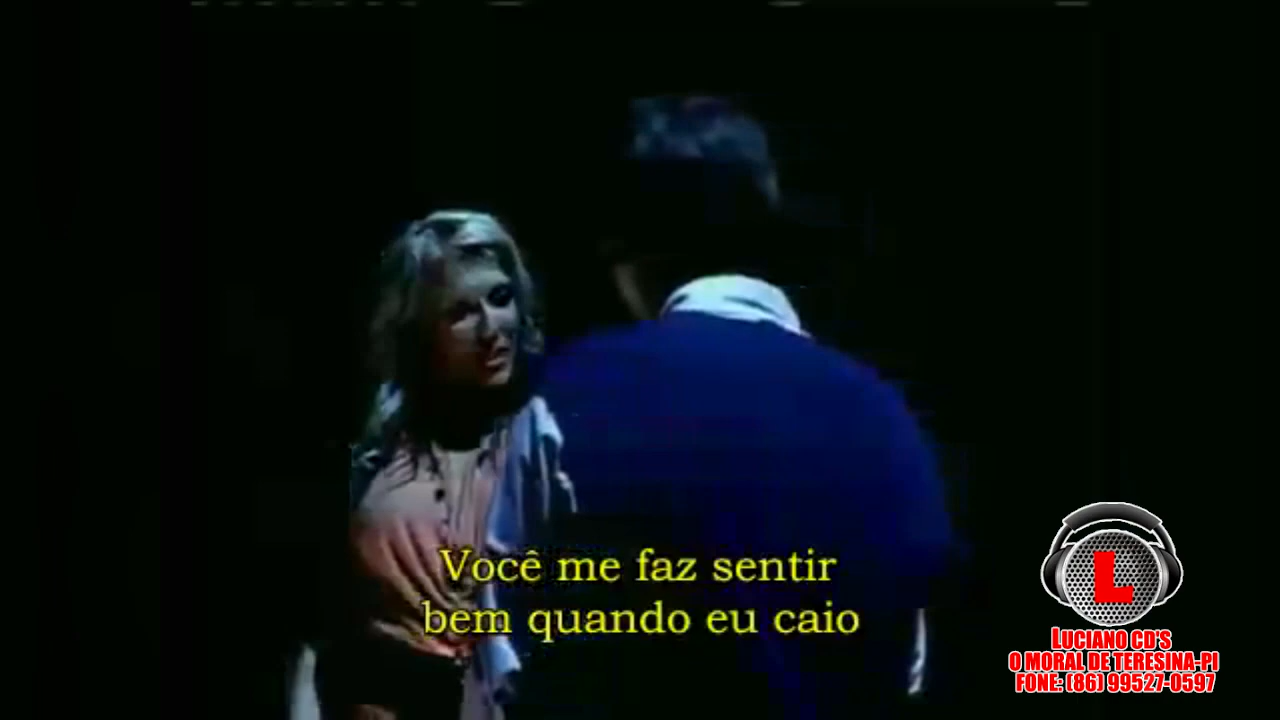 Você me faz sentir
bem quando eu caio
L
LUCIANO CD'S
O MORAL DE TERESINA-PI
FONE: (86) 99527-0597